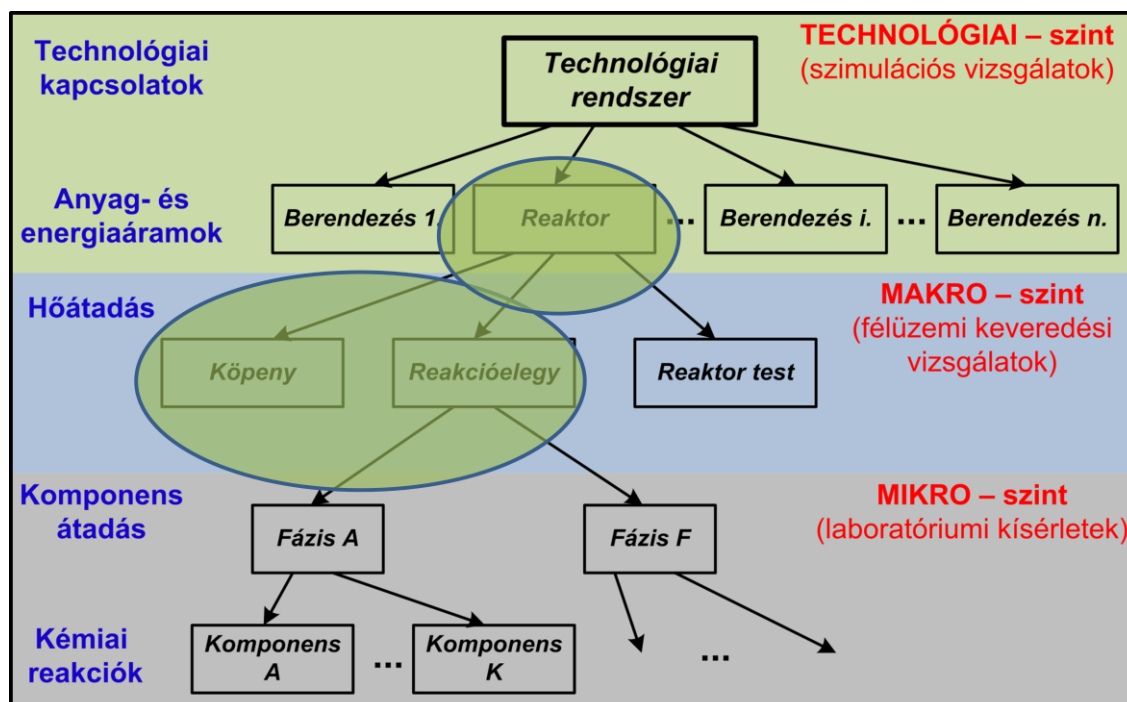 Technológiai
kapcsolatok
Technológiai
rendszer
TECHNOLÓGIAI – szint
(szimulációs vizsgálatok)
Anyag- és
energiaáramok
Berendezés 1.
Reaktor
...
Berendezés i.
...
Berendezés n.
Hőátadás
MAKRO – szint
(félüzemi keveredési
vizsgálatok)
Köpeny
Reakcióelegy
Reaktor test
Komponens
átadás
MIKRO – szint
(laboratóriumi kísérletek)
Fázis A
Fázis F
Kémiai
reakciók
Komponens
A
...
Komponens
K
...